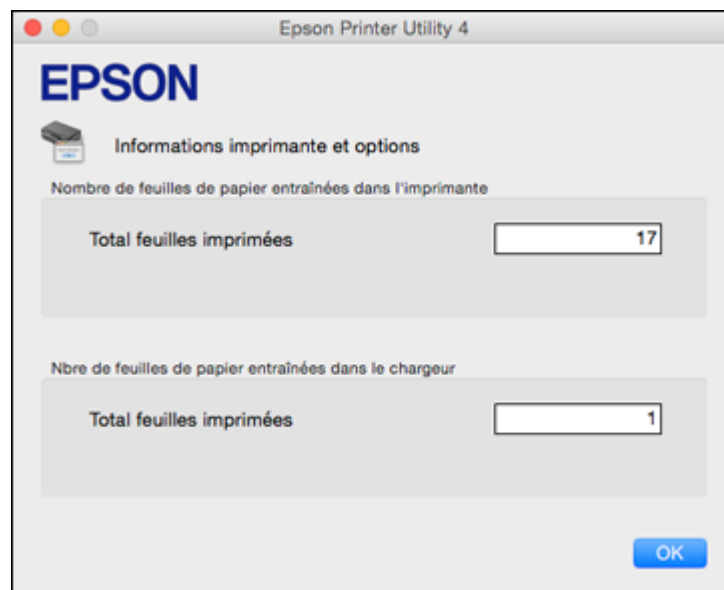 Epson Printer Utility 4
EPSON
Informations imprimante et options
Nombre de feuilles de papier entraînées dans l'imprimante
Total feuilles imprimées 17
Nbre de feuilles de papier entraînées dans le chargeur
Total feuilles imprimées 1
OK